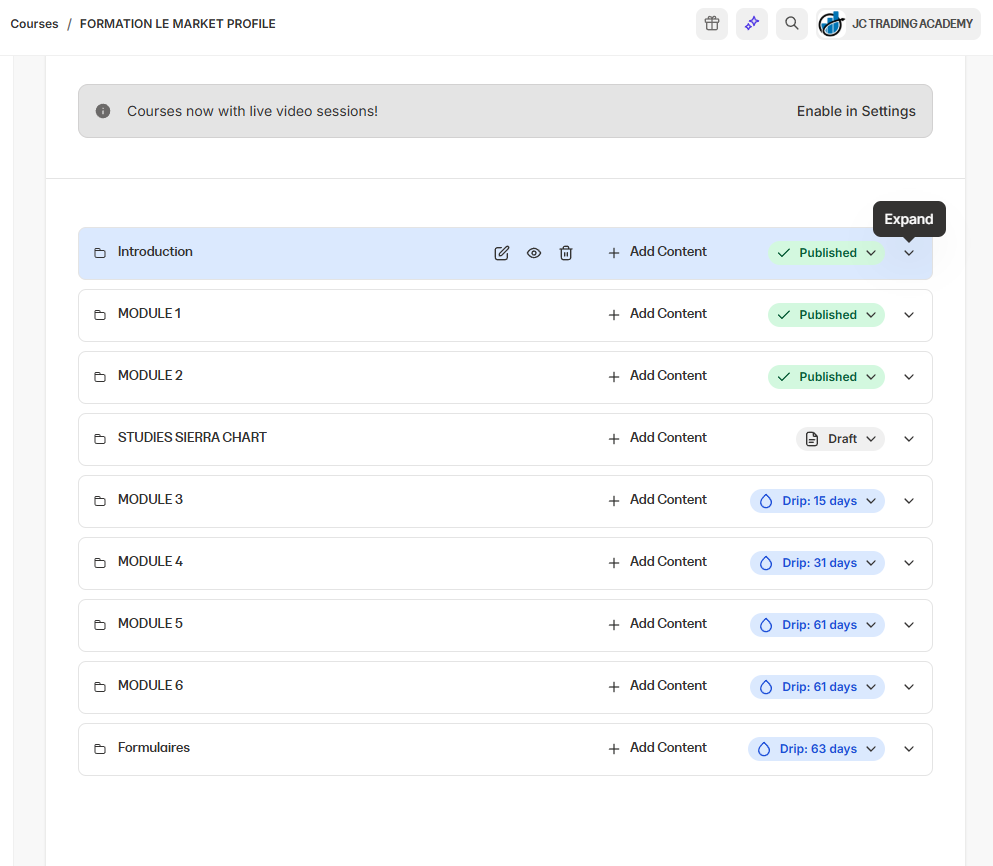 Courses / FORMATION LE MARKET PROFILE
JC TRADING ACADEMY
Courses now with live video sessions!
Enable in Settings
Expand
Introduction
Add Content
Published
MODULE 1
Add Content
Published
MODULE 2
Add Content
Published
STUDIES SIERRA CHART
Add Content
Draft
MODULE 3
Add Content
Drip: 15 days
MODULE 4
Add Content
Drip: 31 days
MODULE 5
Add Content
Drip: 61 days
MODULE 6
Add Content
Drip: 61 days
Formulaires
Add Content
Drip: 63 days